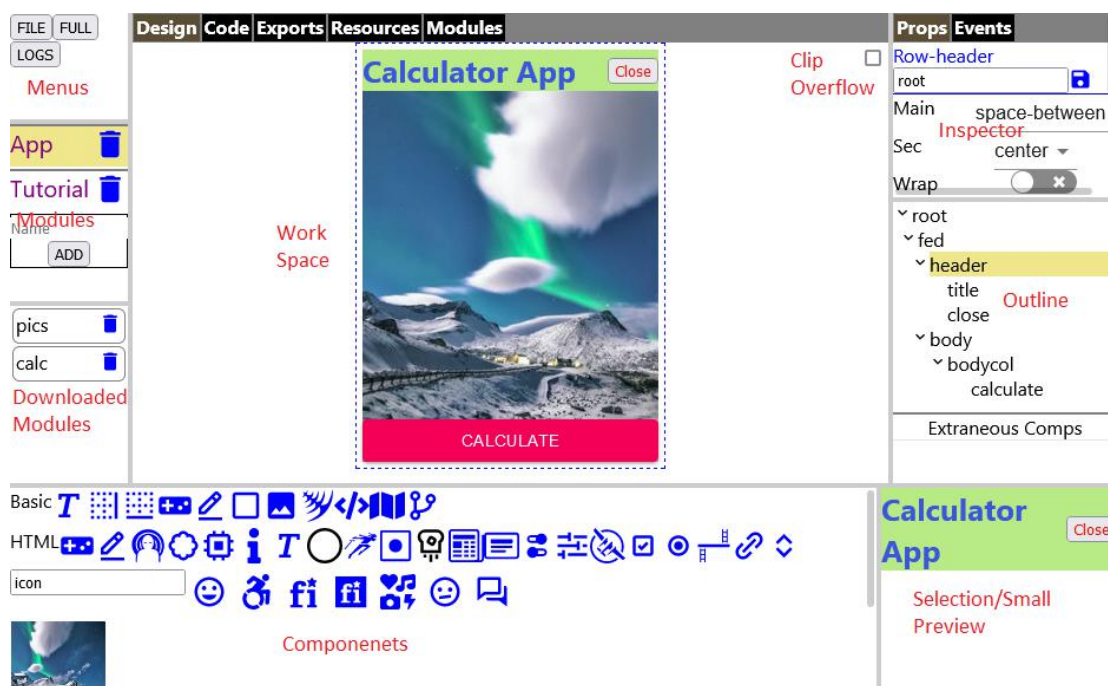 FILE FULL
LOGS
Menus
App
Tutorial
Modules
Name
ADD
pics
calc
Downloaded
Modules
Design Code Exports Resources Modules
Calculator App Close
CALCULATE
Work
Space
Clip
Overflow
Props Events
Row-header
root
Main space-between
Inspector
Sec center
Wrap
root
fed
header
title
Outline
close
body
bodycol
calculate
Extraneous Comps
Basic
HTML
icon
Componenets
Calculator
App
Close
Selection/Small
Preview